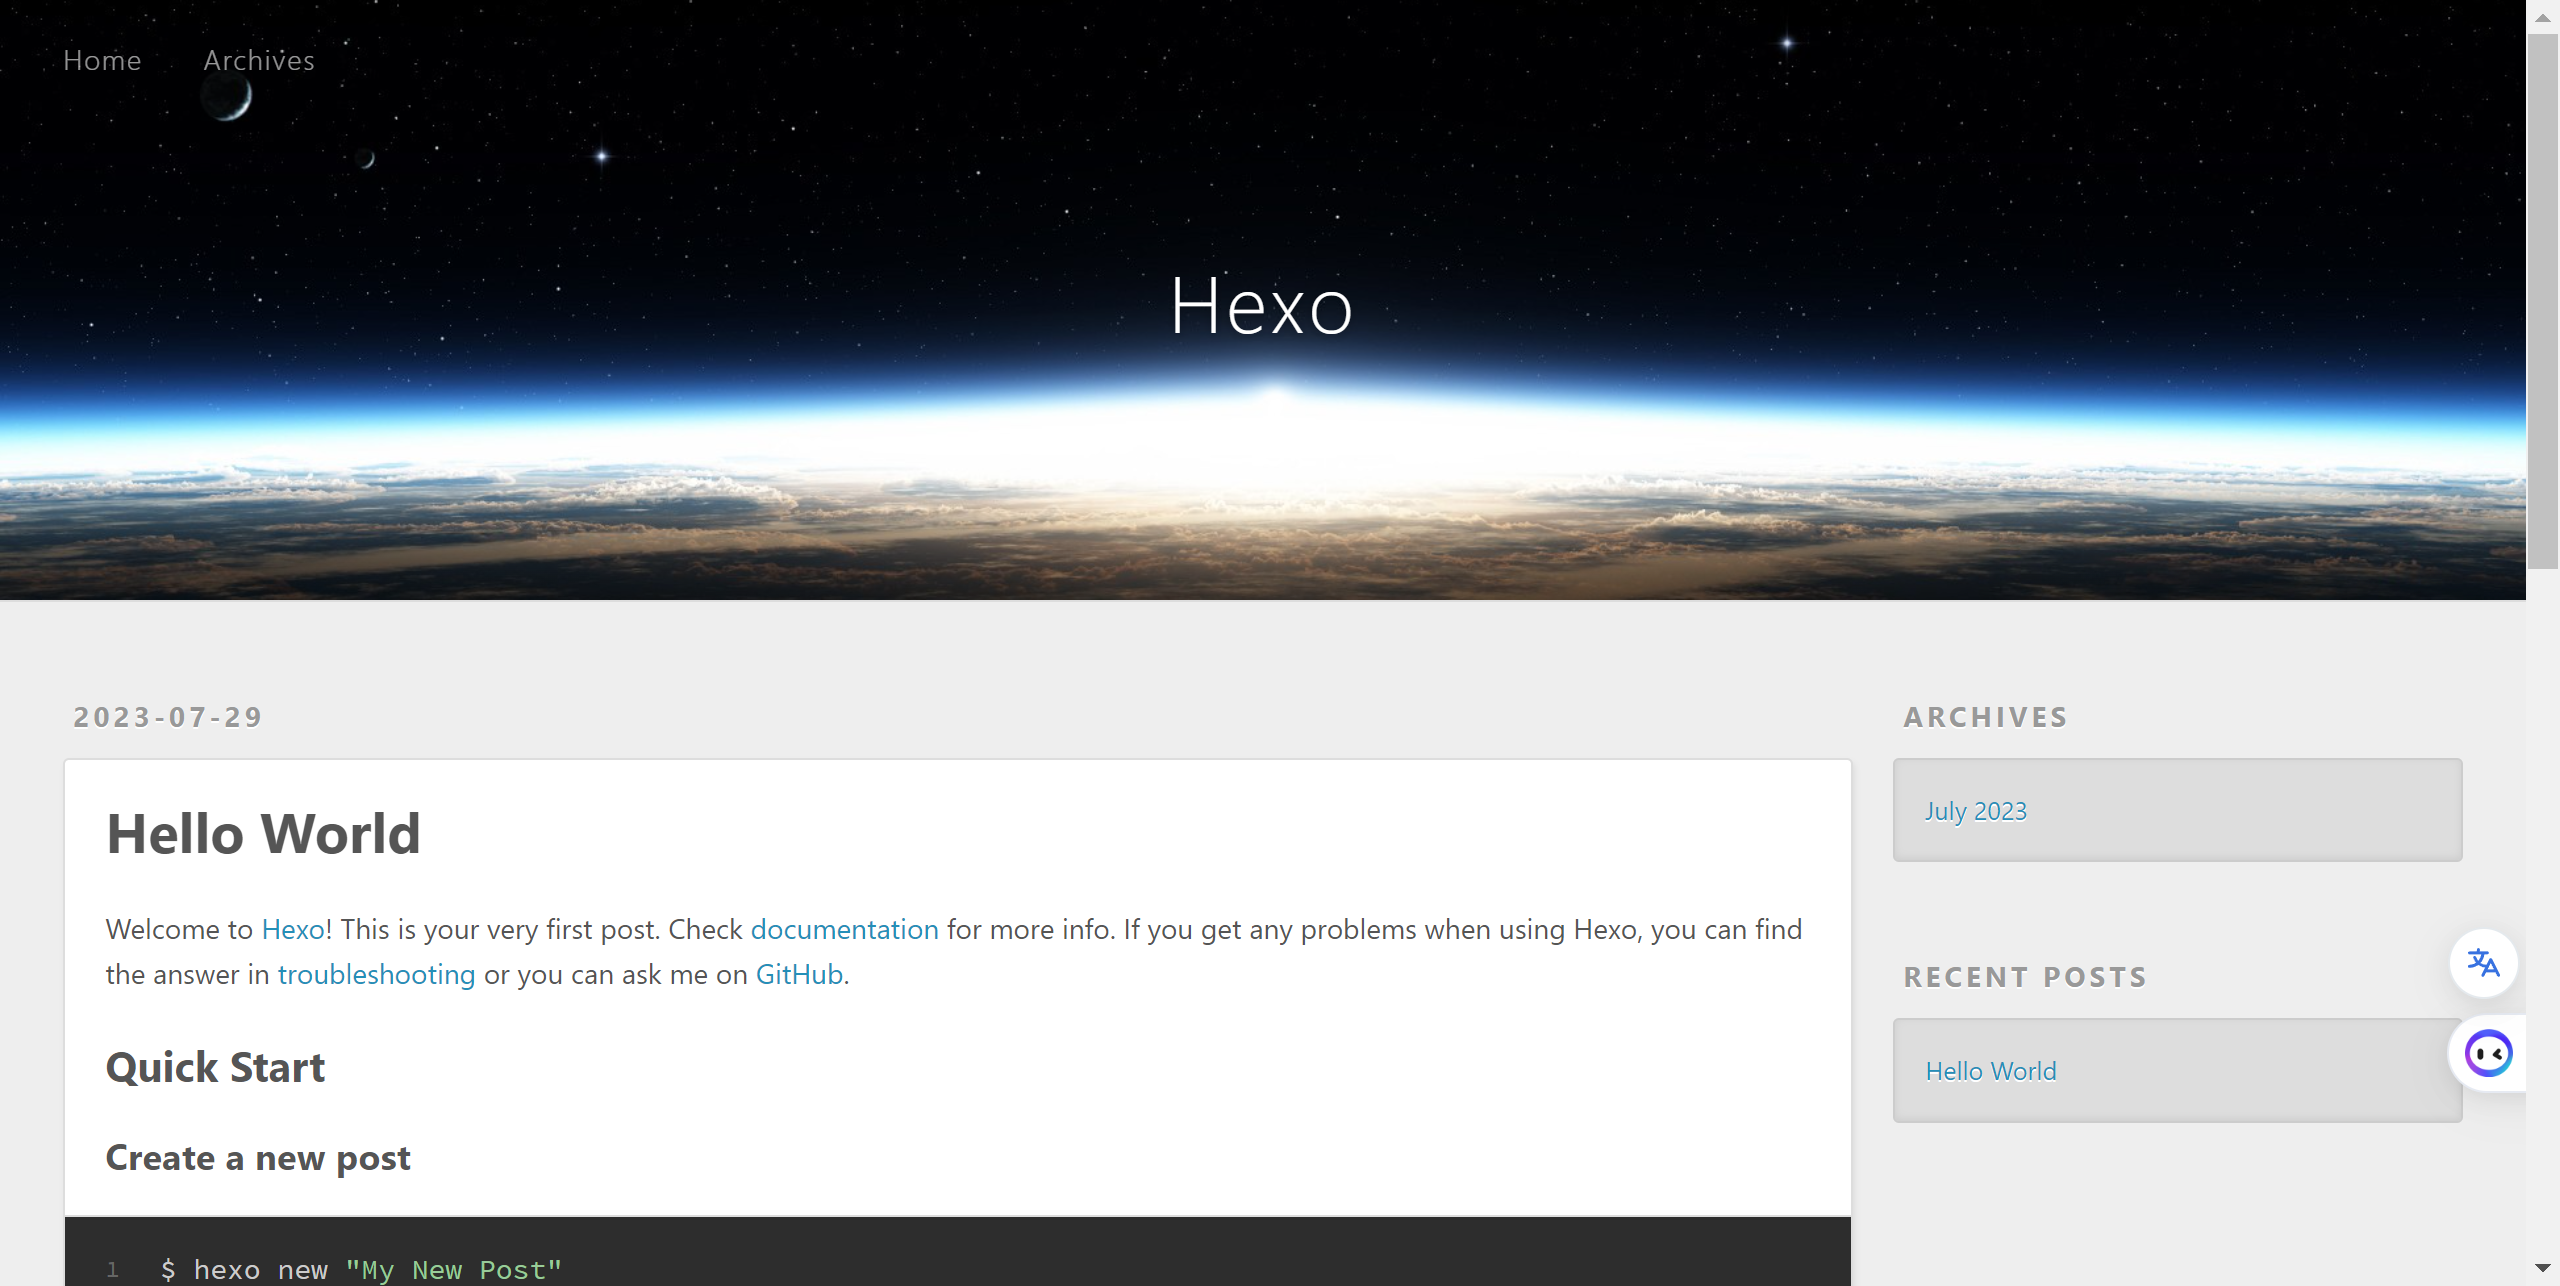 Home Archives
Hexo
2023-07-29
Hello World
Welcome to Hexo! This is your very first post. Check documentation for more info. If you get any problems when using Hexo, you can find
the answer in troubleshooting or you can ask me on GitHub.
Quick Start
Create a new post
1 $ hexo new "My New Post"
ARCHIVES
July 2023
RECENT POSTS
Hello World